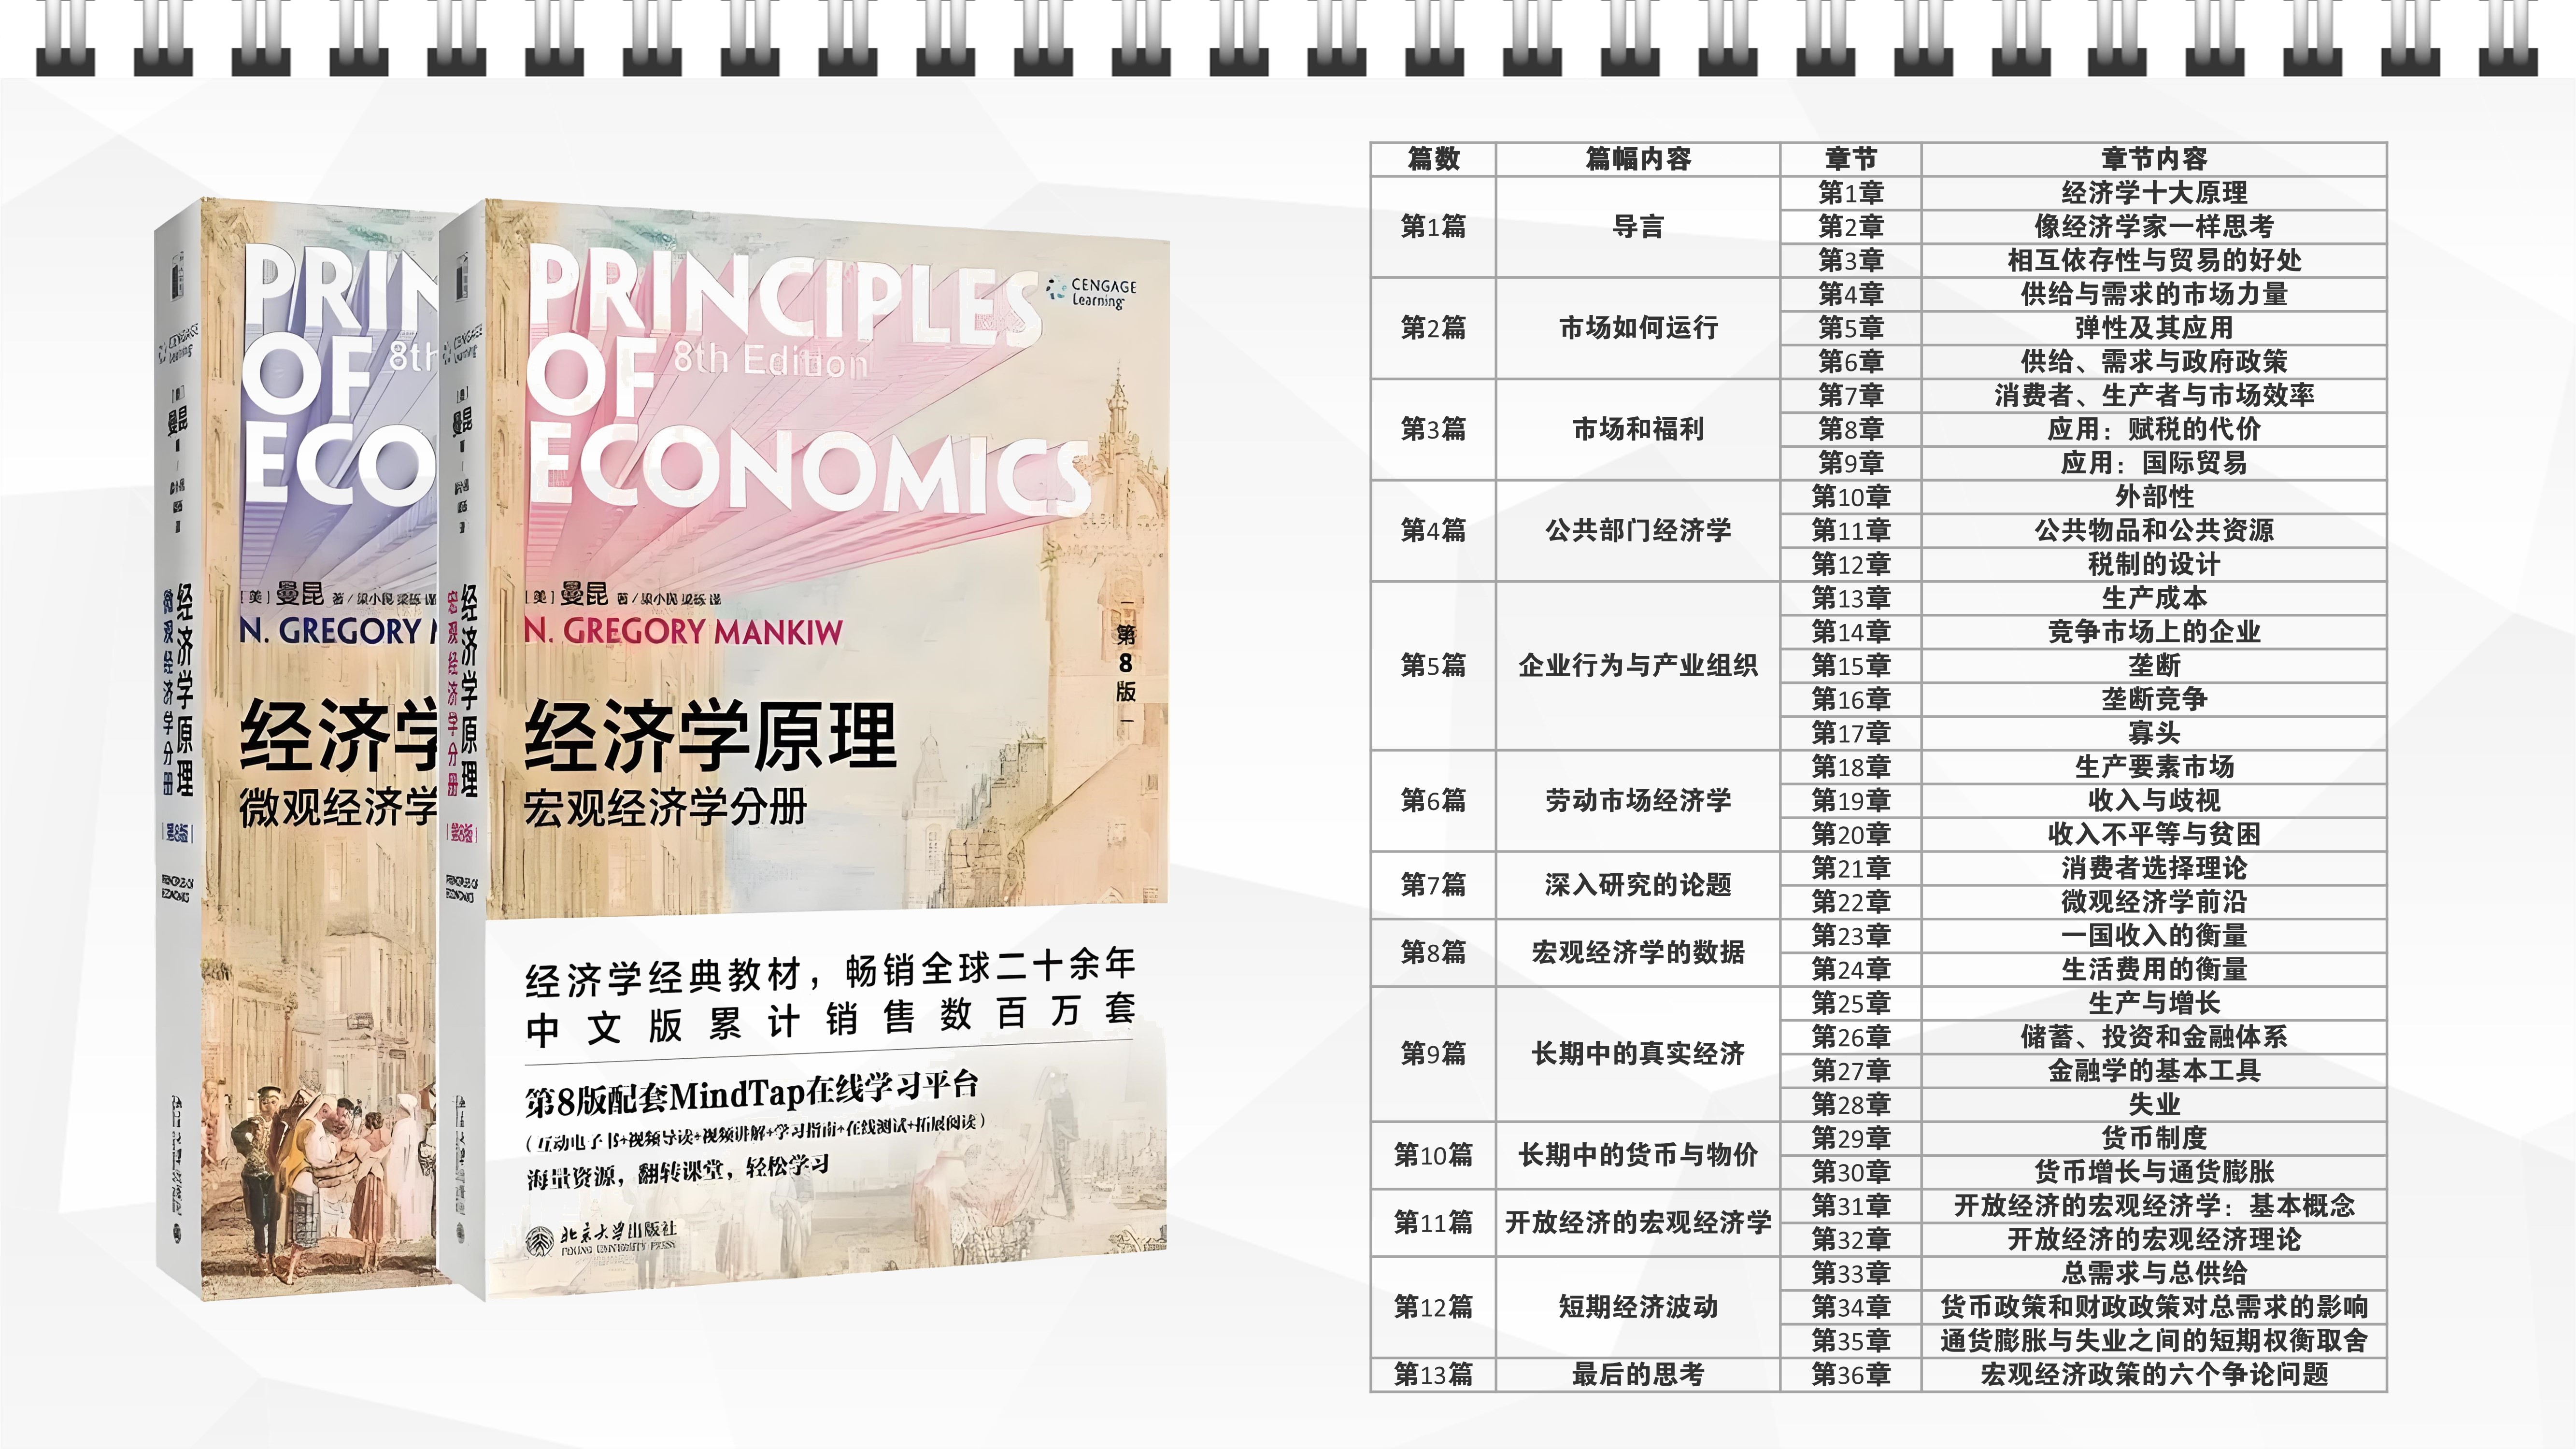 PRIN
OF
8th
ECO
[美] 曼昆 著/梁小民 梁砾 译
N. GREGORY
经济学
微观经济学
CENGAGE
Learning
曼昆
经济学原理
微观经济学分册
第8版
PRINCIPLES
OF
8th Edition
ECONOMICS
CENGAGE
Learning
[美] 曼昆 著/梁小民 梁砾 译
N. GREGORY MANKIW
第8版
经济学原理
宏观经济学分册
CENGAGE
Learning
曼昆
经济学原理
宏观经济学分册
第8版
经济学经典教材，畅销全球二十余年
中文版累计销售数百万套
第8版配套MindTap在线学习平台
（互动电子书+视频导读+视频讲解+学习指南+在线测试+拓展阅读）
海量资源，翻转课堂，轻松学习
北京大学出版社
PEKING UNIVERSITY PRESS
篇数 篇幅内容 章节 章节内容
第1篇 导言 第1章 经济学十大原理
第2章 像经济学家一样思考
第3章 相互依存性与贸易的好处
第2篇 市场如何运行 第4章 供给与需求的市场力量
第5章 弹性及其应用
第6章 供给、需求与政府政策
第3篇 市场和福利 第7章 消费者、生产者与市场效率
第8章 应用：赋税的代价
第9章 应用：国际贸易
第4篇 公共部门经济学 第10章 外部性
第11章 公共物品和公共资源
第12章 税制的设计
第5篇 企业行为与产业组织 第13章 生产成本
第14章 竞争市场上的企业
第15章 垄断
第16章 垄断竞争
第17章 寡头
第6篇 劳动市场经济学 第18章 生产要素市场
第19章 收入与歧视
第20章 收入不平等与贫困
第7篇 深入研究的论题 第21章 消费者选择理论
第22章 微观经济学前沿
第8篇 宏观经济学的数据 第23章 一国收入的衡量
第24章 生活费用的衡量
第9篇 长期中的真实经济 第25章 生产与增长
第26章 储蓄、投资和金融体系
第27章 金融学的基本工具
第28章 失业
第10篇 长期中的货币与物价 第29章 货币制度
第30章 货币增长与通货膨胀
第11篇 开放经济的宏观经济学 第31章 开放经济的宏观经济学：基本概念
第32章 开放经济的宏观经济理论
第12篇 短期经济波动 第33章 总需求与总供给
第34章 货币政策和财政政策对总需求的影响
第35章 通货膨胀与失业之间的短期权衡取舍
第13篇 最后的思考 第36章 宏观经济政策的六个争论问题